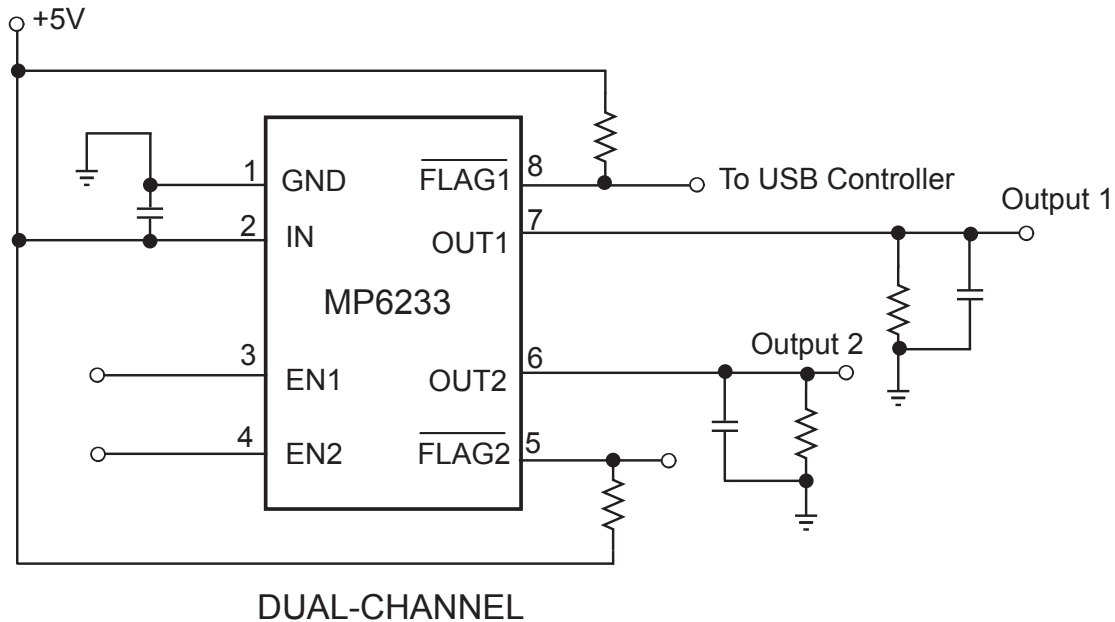 +5V
1
GND
FLAG1
8
To USB Controller
2
IN
OUT1
7
Output 1
MP6233
3
EN1
OUT2
6
Output 2
4
EN2
FLAG2
5
DUAL-CHANNEL